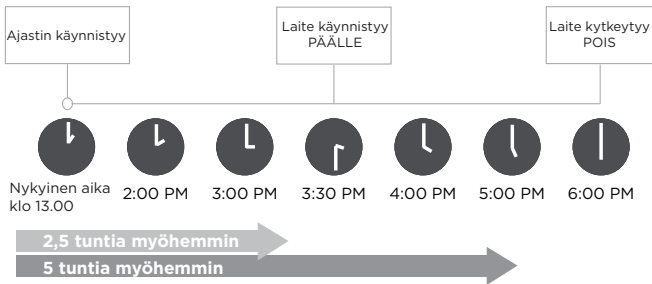 Ajastin käynnistyy
Laite käynnistyy
PÄÄLLE
Laite kytkeytyy
POIS
Nykyinen aika
klo 13.00
2:00 PM
3:00 PM
3:30 PM
4:00 PM
5:00 PM
6:00 PM
2,5 tuntia myöhemmin
5 tuntia myöhemmin